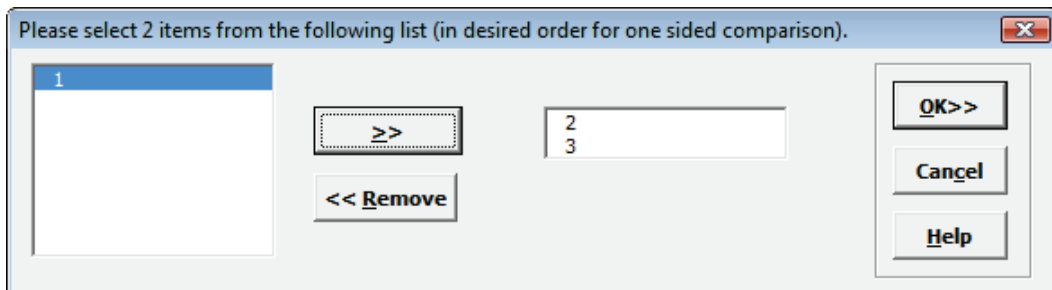 Please select 2 items from the following list (in desired order for one sided comparison).
1
>>
<< Remove
2
3
OK>>
Cancel
Help